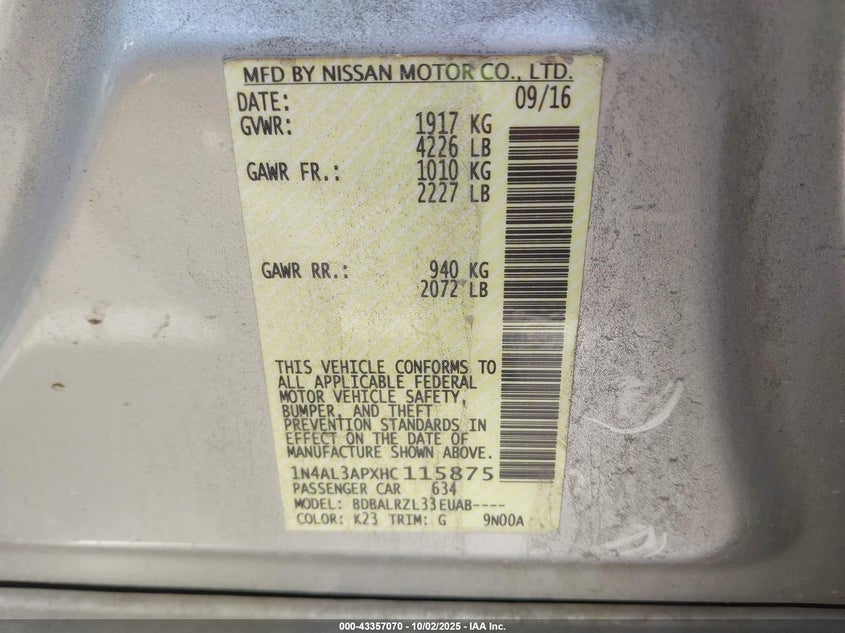 MFD BY NISSAN MOTOR CO., LTD.
DATE: 09/16
GVWR: 1917 KG
4226 LB
GAWR FR.: 1010 KG
2227 LB
GAWR RR.: 940 KG
2072 LB
THIS VEHICLE CONFORMS TO
ALL APPLICABLE FEDERAL
MOTOR VEHICLE SAFETY,
BUMPER, AND THEFT
PREVENTION STANDARDS IN
EFFECT ON THE DATE OF
MANUFACTURE SHOWN ABOVE.
1N4AL3APXHC115875
PASSENGER CAR 634
MODEL: BDBALRZL33EUAB----
COLOR: K23 TRIM: G 9N00A
000-43357070 - 10/02/2025 - IAA Inc.